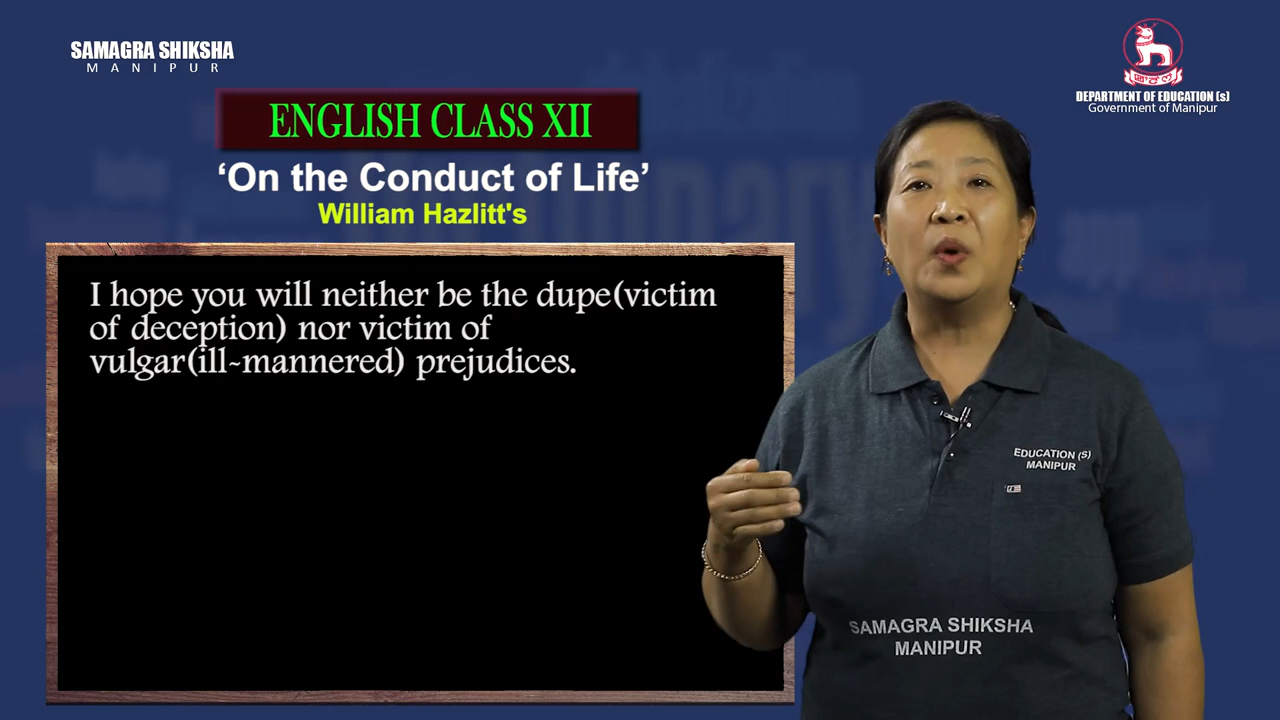 SAMAGRA SHIKSHA
MANIPUR
DEPARTMENT OF EDUCATION (s)
Government of Manipur
ENGLISH CLASS XII
‘On the Conduct of Life’
William Hazlitt's
I hope you will neither be the dupe(victim
of deception) nor victim of
vulgar(ill-mannered) prejudices.
EDUCATION (S)
MANIPUR
SAMAGRA SHIKSHA
MANIPUR